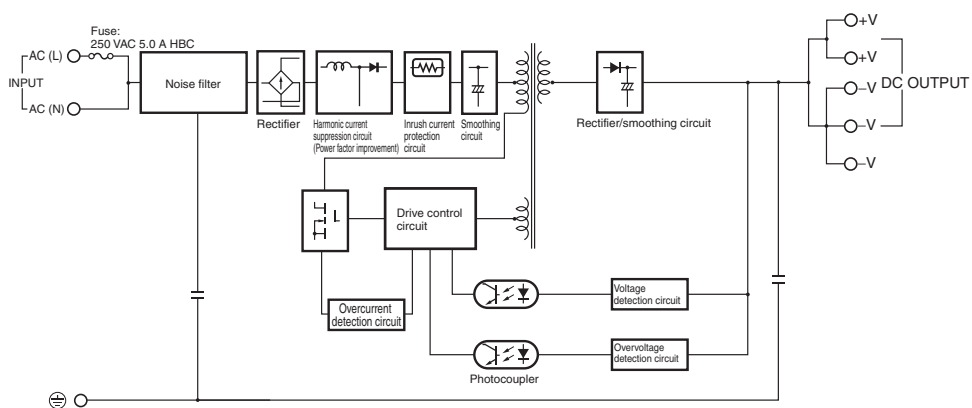 Fuse:
250 VAC 5.0 A HBC
AC (L)
INPUT
AC (N)
Noise filter
Rectifier
Harmonic current
suppression circuit
(Power factor improvement)
Inrush current
protection
circuit
Smoothing
circuit
Rectifier/smoothing circuit
+V
+V
DC OUTPUT
−V
−V
−V
Drive control
circuit
Overcurrent
detection circuit
Voltage
detection circuit
Overvoltage
detection circuit
Photocoupler